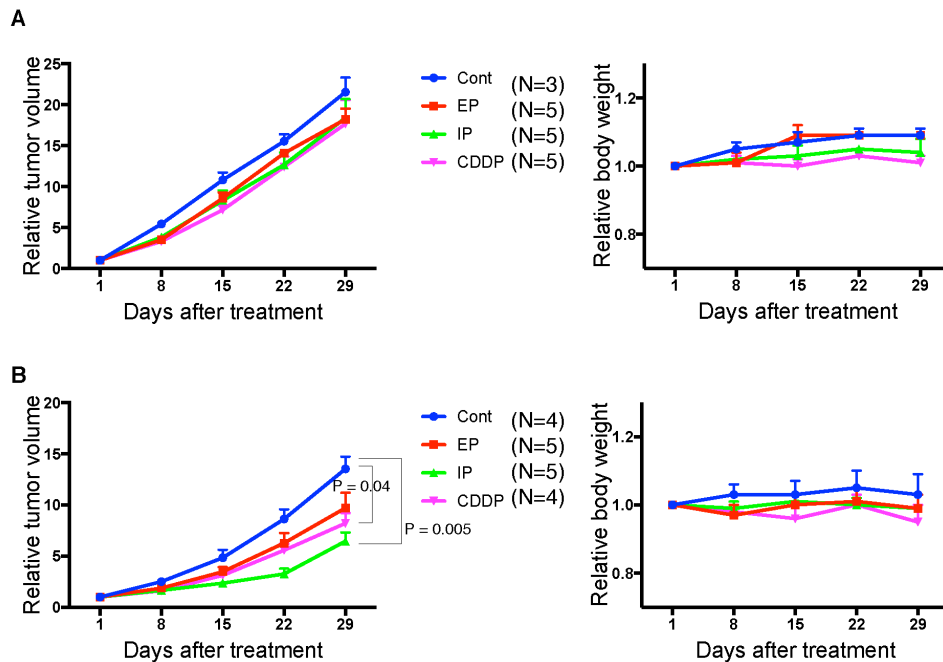 A
Relative tumor volume
25
20
15
10
5
0
1 8 15 22 29
Days after treatment
Cont (N=3)
EP (N=5)
IP (N=5)
CDDP (N=5)
Relative body weight
1.2
1.0
0.8
1 8 15 22 29
Days after treatment
B
Relative tumor volume
20
15
10
5
0
1 8 15 22 29
Days after treatment
P = 0.04
P = 0.005
Cont (N=4)
EP (N=5)
IP (N=5)
CDDP (N=4)
Relative body weight
1.2
1.0
0.8
1 8 15 22 29
Days after treatment